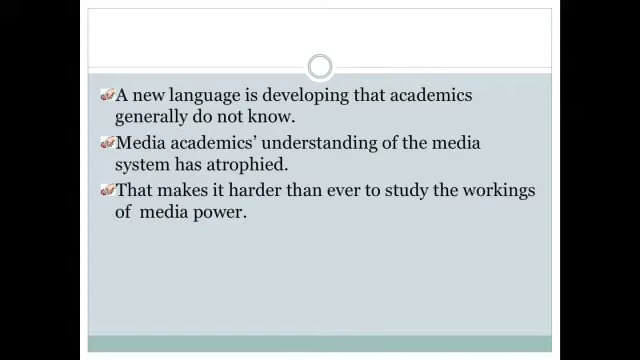 A new language is developing that academics
generally do not know.
Media academics' understanding of the media
system has atrophied.
That makes it harder than ever to study the workings
of media power.